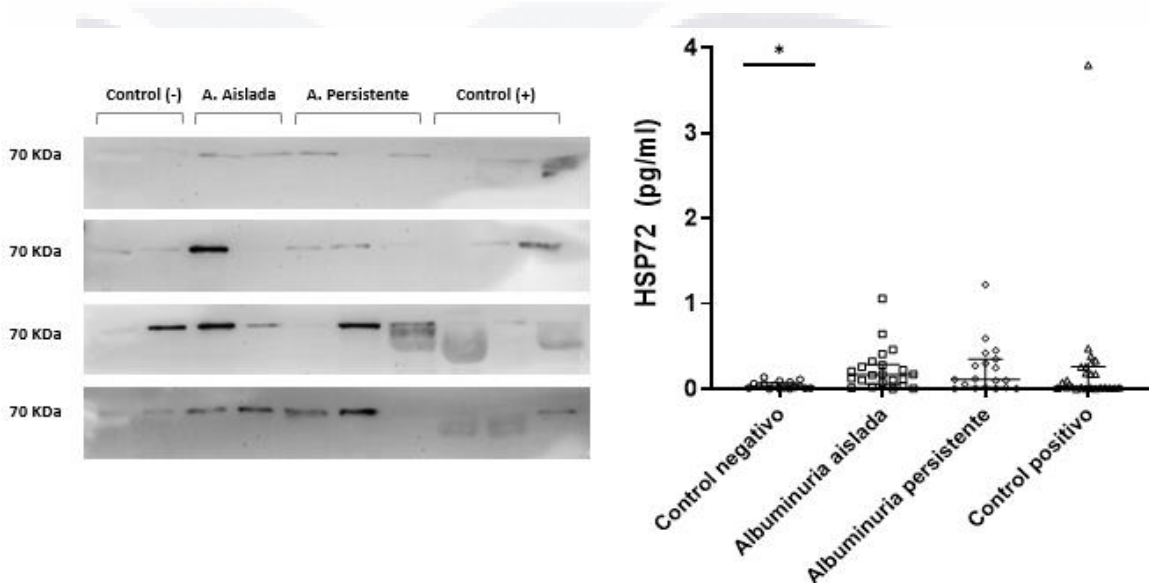 Control (-) A. Aislada A. Persistente Control (+)
70 KDa
70 KDa
70 KDa
70 KDa
HSP72 (pg/ml)
4
3
2
1
0
*
Control negativo
Albuminuria aislada
Albuminuria persistente
Control positivo